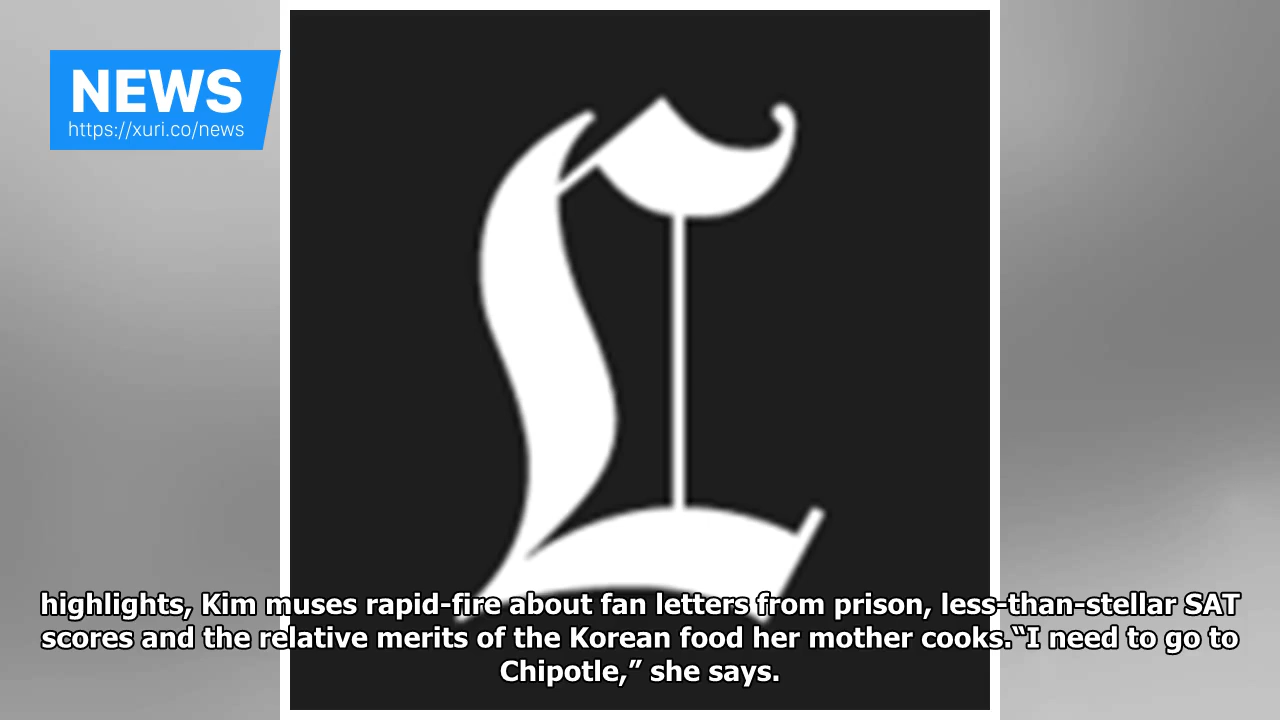 NEWS
https://xuri.co/news
L
highlights, Kim muses rapid-fire about fan letters from prison, less-than-stellar SAT
scores and the relative merits of the Korean food her mother cooks.“I need to go to
Chipotle,” she says.